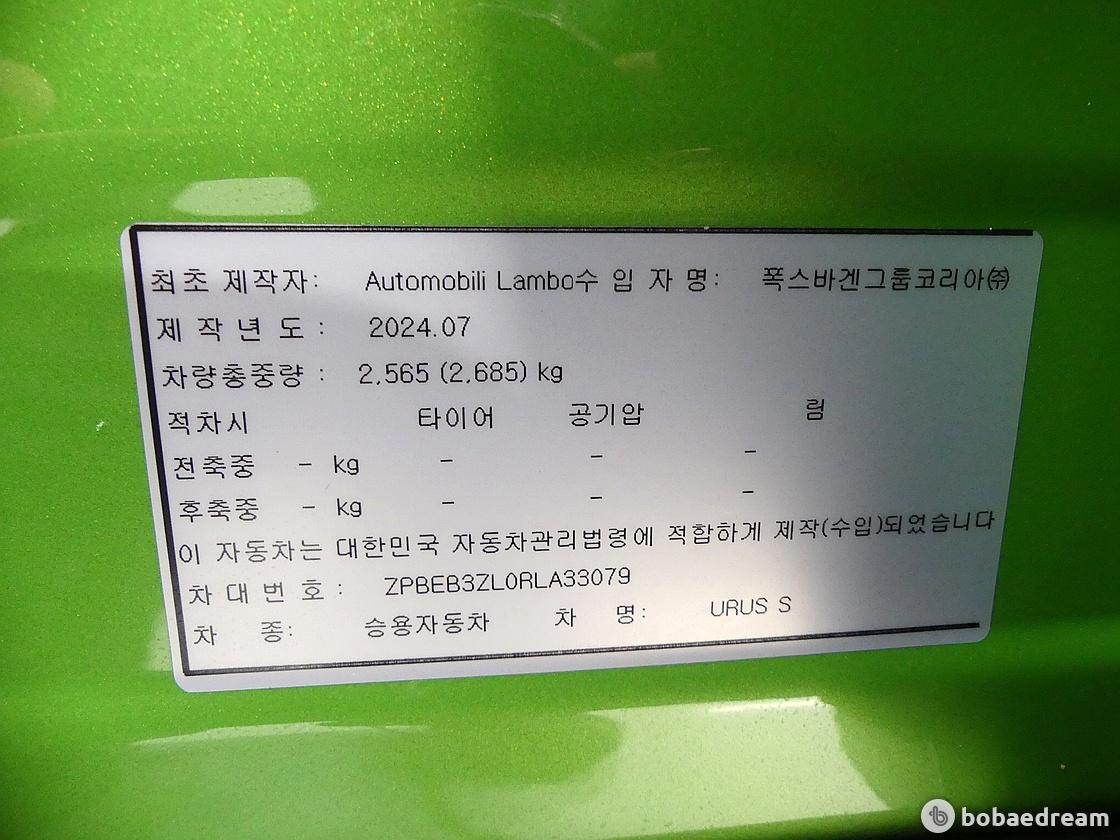 최초 제작자: Automobili Lambo수 입 자 명: 폭스바겐그룹코리아㈜
제 작 년 도 : 2024.07
차량총중량 : 2,565 (2,685) kg
적차시 타이어 공기압 림
전축중 - kg - - -
후축중 - kg - - -
이 자동차는 대한민국 자동차관리법령에 적합하게 제작(수입)되었습니다
차 대 번 호 : ZPBEB3ZL0RLA33079
차 종: 승용자동차 차 명: URUS S
bobaedream